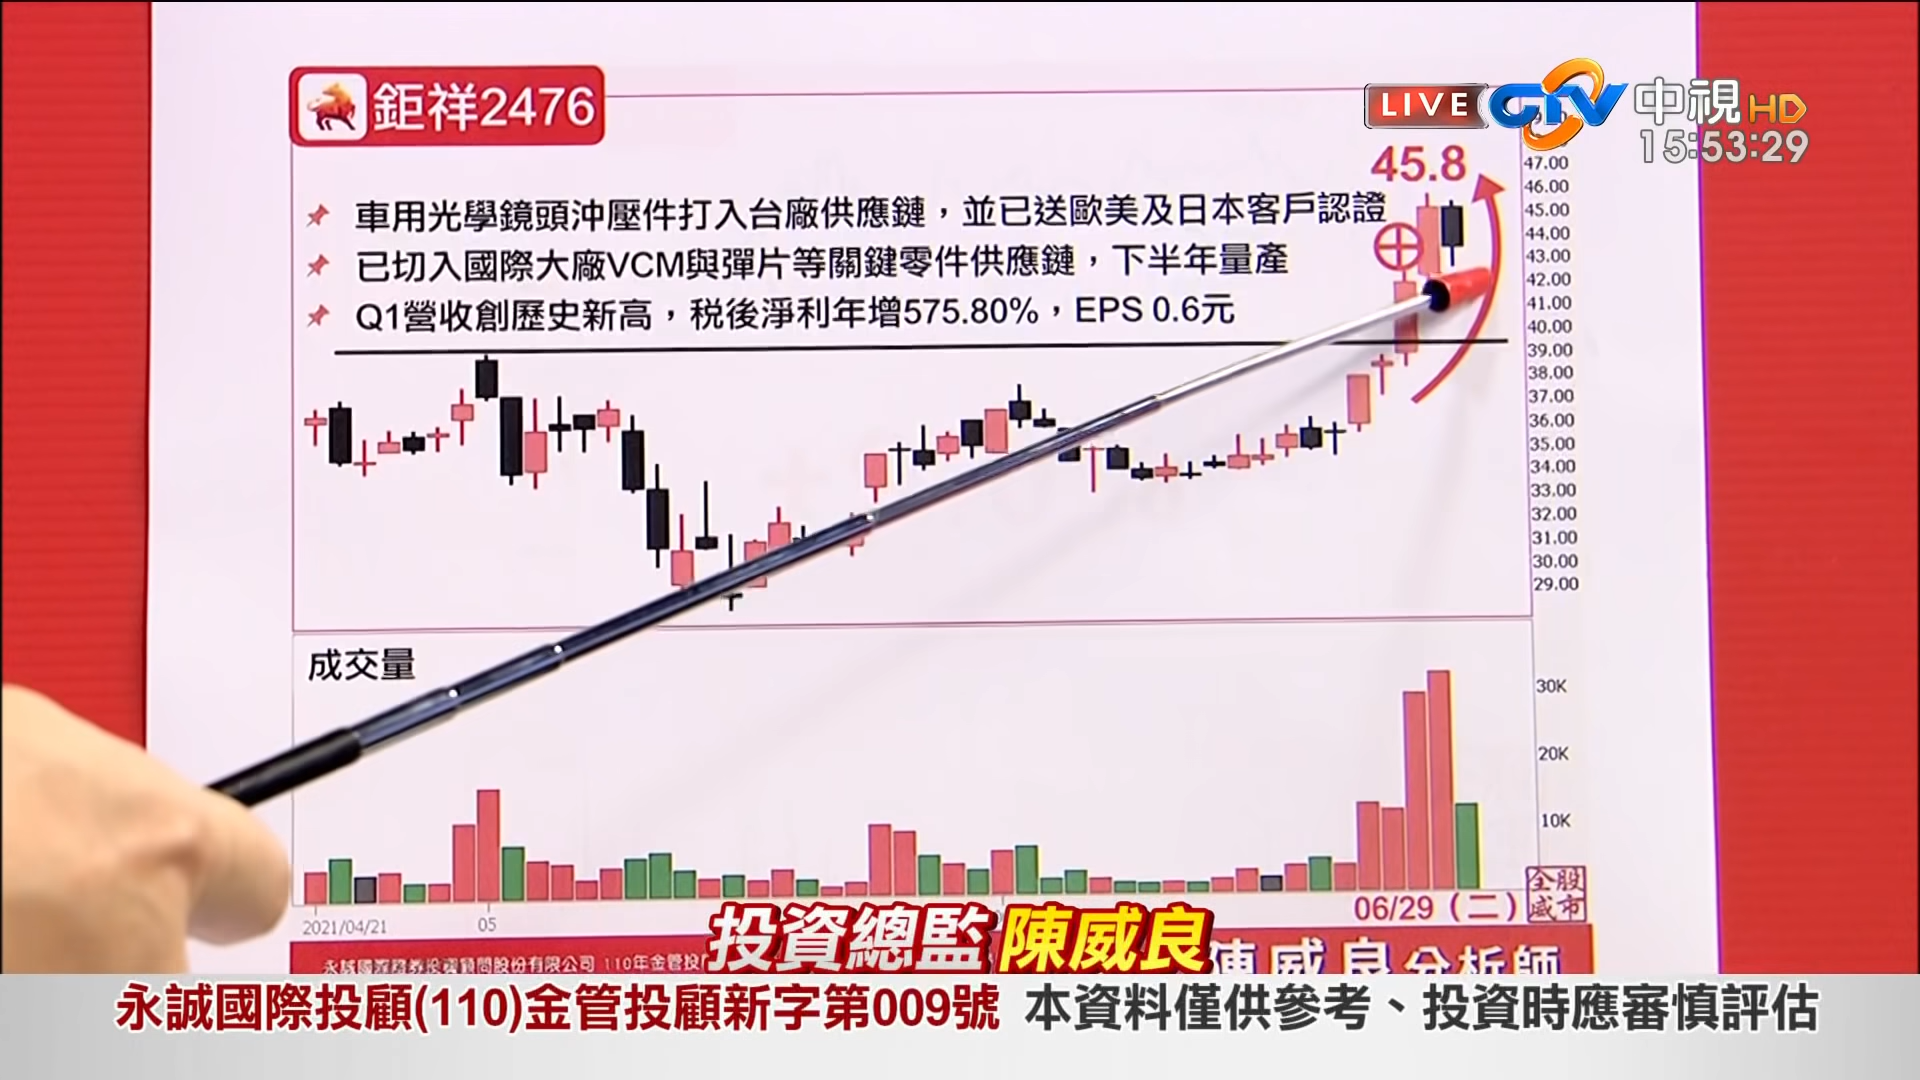 鉅祥2476
LIVE CTV 中視HD
15:53:29
45.8
車用光學鏡頭沖壓件打入台廠供應鏈，並已送歐美及日本客戶認證
已切入國際大廠VCM與彈片等關鍵零件供應鏈，下半年量產
Q1營收創歷史新高，稅後淨利年增575.80%，EPS 0.6元
47.00
46.00
45.00
44.00
43.00
42.00
41.00
40.00
39.00
38.00
37.00
36.00
35.00
34.00
33.00
32.00
31.00
30.00
29.00
成交量
30K
20K
10K
2021/04/21
05
06/29（二）
全股
威市
投資總監 陳威良
陳威良分析師
永誠國際投顧(110)金管投顧新字第009號 本資料僅供參考、投資時應審慎評估